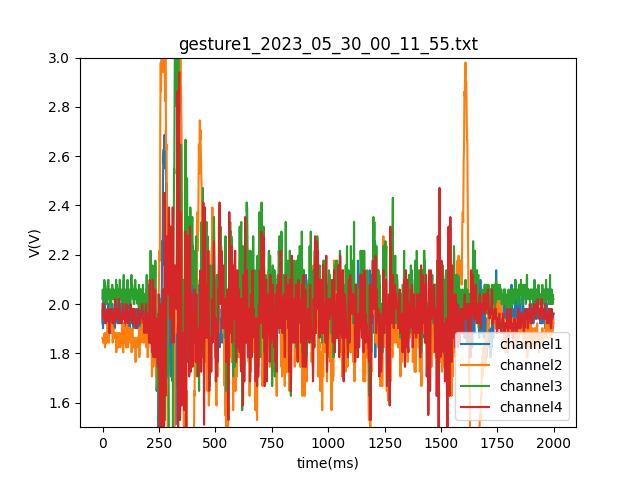 gesture1_2023_05_30_00_11_55.txt
V(V)
3.0
2.8
2.6
2.4
2.2
2.0
1.8
1.6
channel1
channel2
channel3
channel4
0 250 500 750 1000 1250 1500 1750 2000
time(ms)